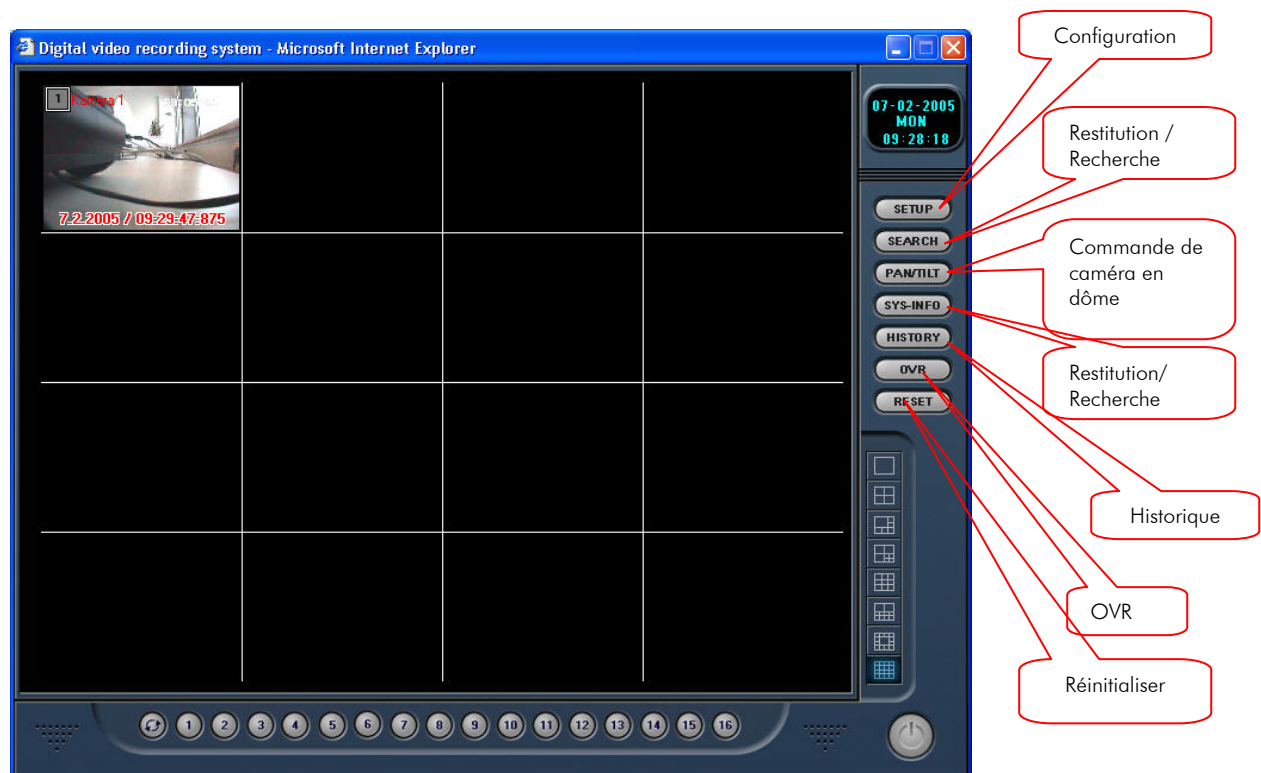 Digital video recording system - Microsoft Internet Explorer
Configuration
1 Kamera 1
7.2.2005 / 09-29-47-875
07-02-2005
MON
09:28:18
SETUP
SEARCH
PAN/TILT
SYS-INFO
HISTORY
OVR
RESET
Restitution /
Recherche
Commande de
caméra en
dôme
Restitution/
Recherche
Historique
OVR
Réinitialiser
1 2 3 4 5 6 7 8 9 10 11 12 13 14 15 16